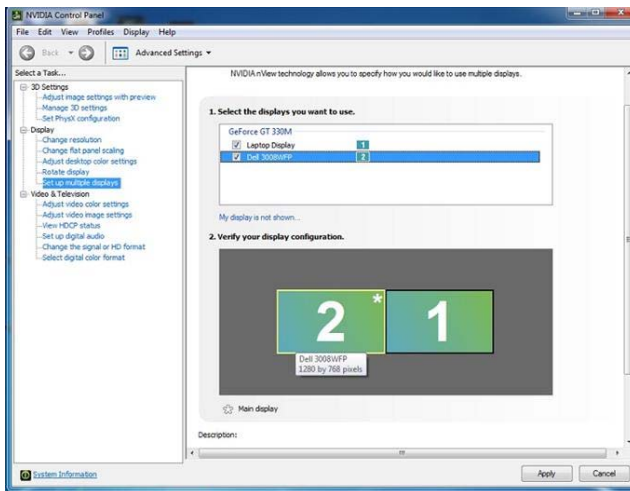 NVIDIA Control Panel
File Edit View Profiles Display Help
Back Advanced Settings
Select a Task...
3D Settings
Adjust image settings with preview
Manage 3D settings
Set PhysX configuration
Display
Change resolution
Change flat panel scaling
Adjust desktop color settings
Rotate display
Set up multiple displays
Video & Television
Adjust video color settings
Adjust video image settings
View HDCP status
Set up digital audio
Change the signal or HD format
Select digital color format
System Information
NVIDIA nView technology allows you to specify how you would like to use multiple displays.
1. Select the displays you want to use.
GeForce GT 330M
Laptop Display 1
Dell 3008WFP 2
My display is not shown...
2. Verify your display configuration.
2 * 1
Dell 3008WFP
1280 by 768 pixels
Main display
Description:
Apply Cancel